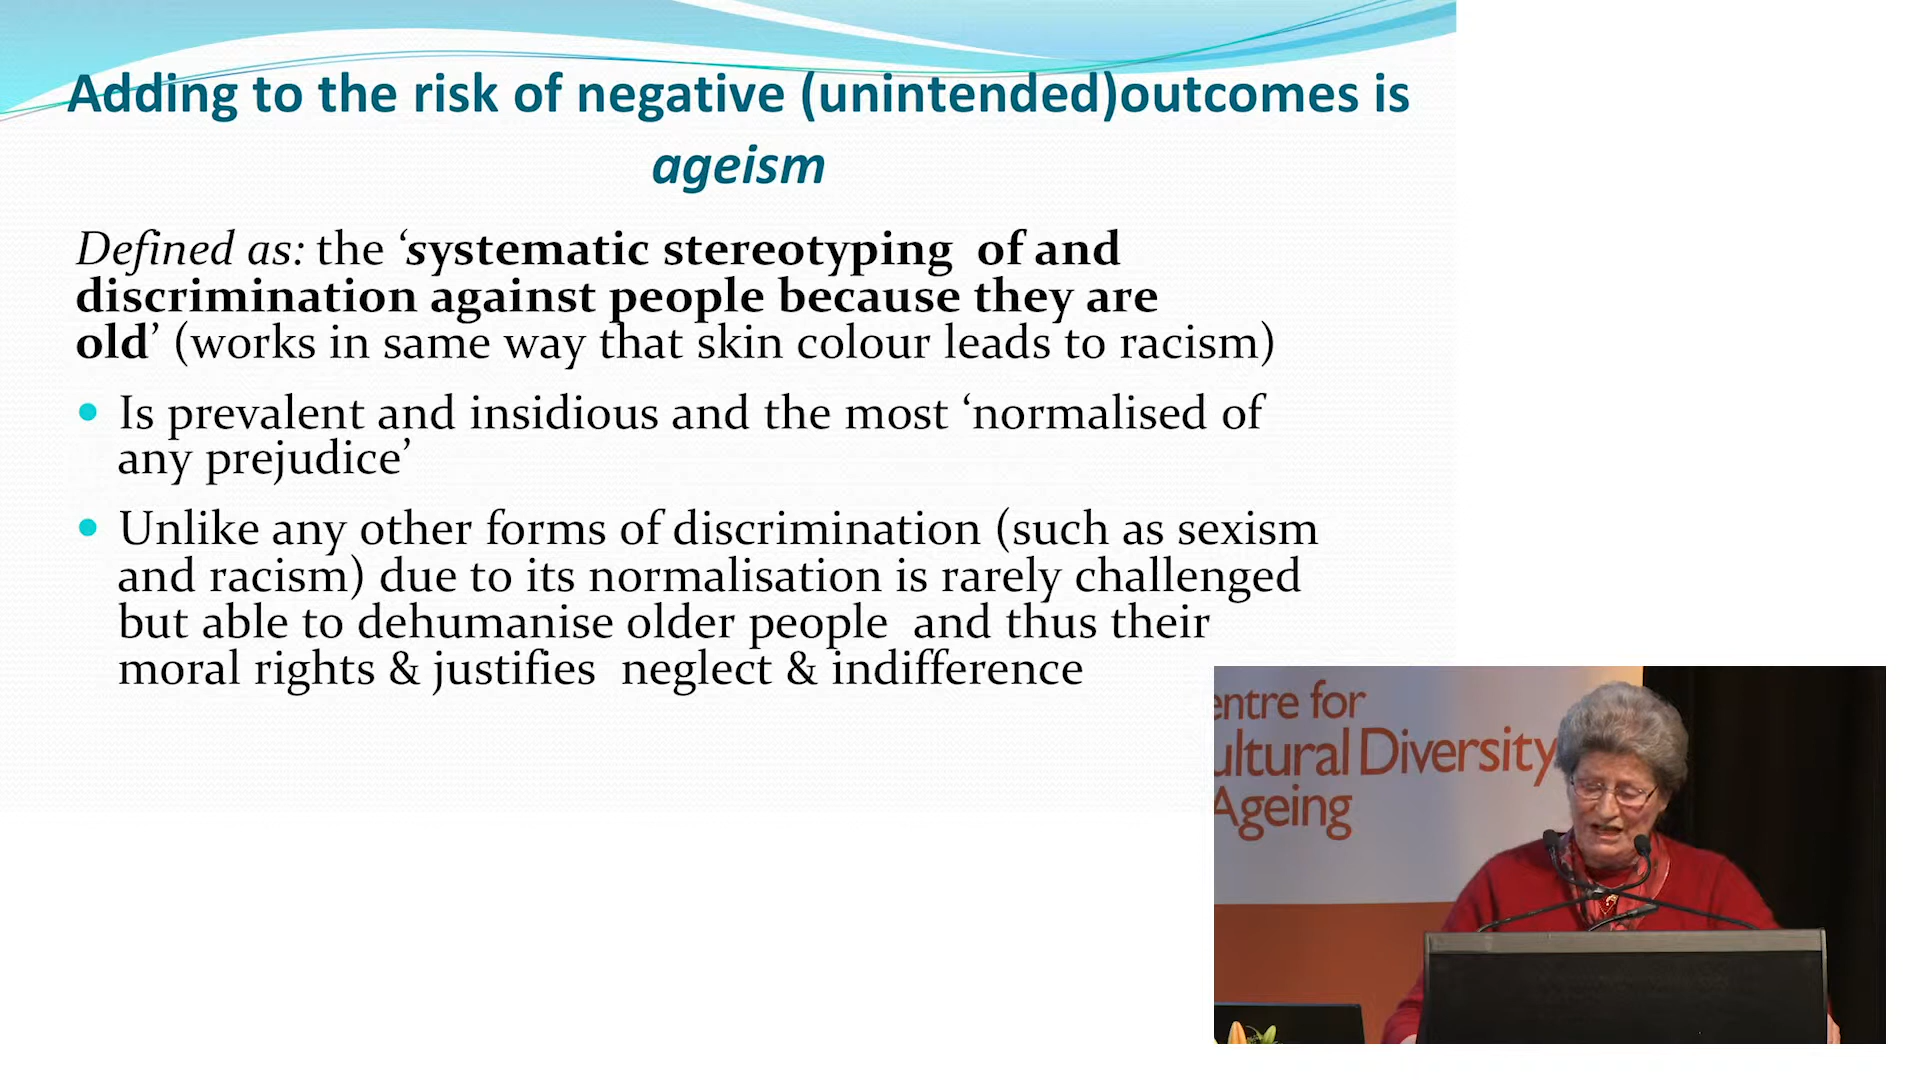 Adding to the risk of negative (unintended)outcomes is
ageism
Defined as: the ‘systematic stereotyping of and
discrimination against people because they are
old’ (works in same way that skin colour leads to racism)
• Is prevalent and insidious and the most ‘normalised of
any prejudice’
• Unlike any other forms of discrimination (such as sexism
and racism) due to its normalisation is rarely challenged
but able to dehumanise older people and thus their
moral rights & justifies neglect & indifference
entre for
ultural Diversity
Ageing